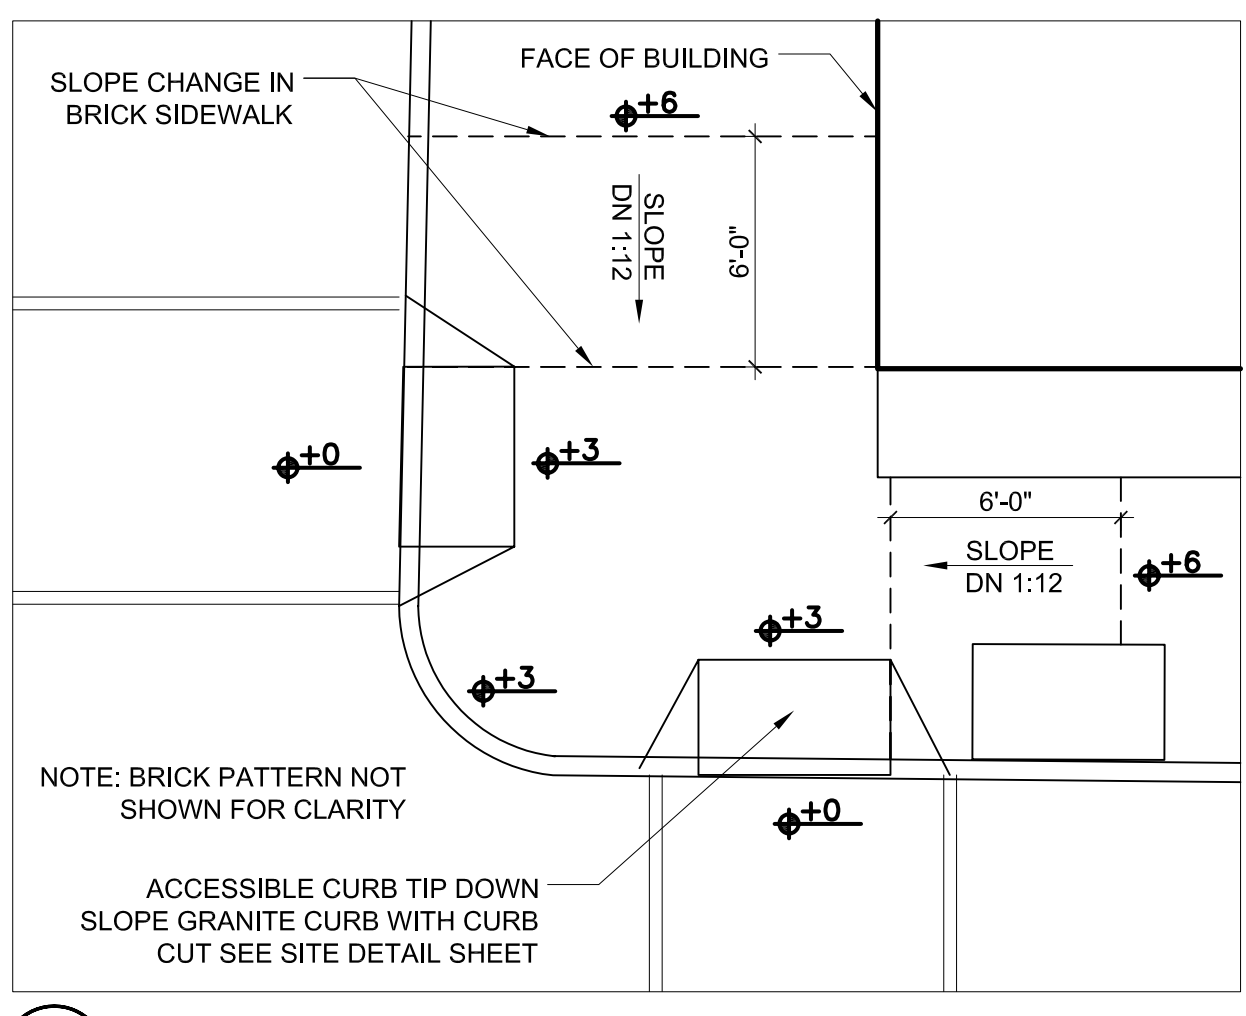 FACE OF BUILDING
SLOPE CHANGE IN
BRICK SIDEWALK
+6
SLOPE
DN 1:12
6'-0"
+0
+3
6'-0"
SLOPE
DN 1:12
+6
+3
+3
NOTE: BRICK PATTERN NOT
SHOWN FOR CLARITY
+0
ACCESSIBLE CURB TIP DOWN
SLOPE GRANITE CURB WITH CURB
CUT SEE SITE DETAIL SHEET